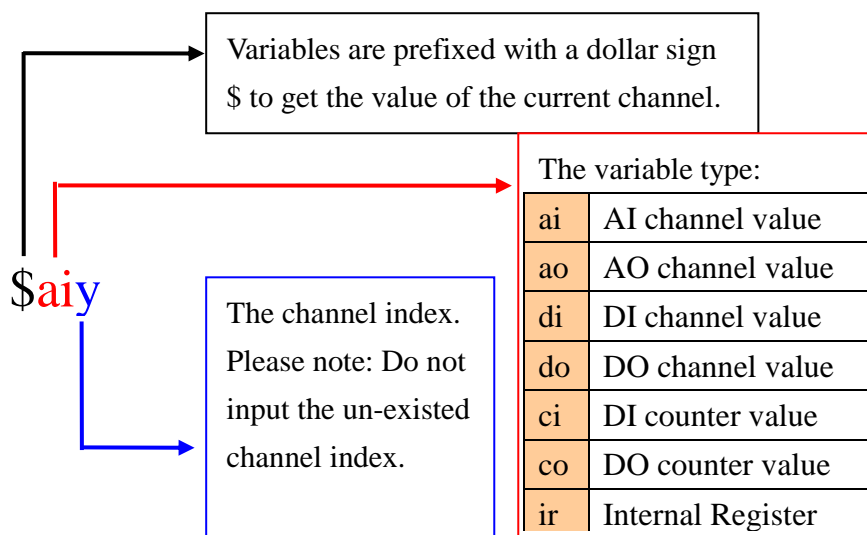 Variables are prefixed with a dollar sign
$ to get the value of the current channel.
$aiy
The channel index.
Please note: Do not
input the un-existed
channel index.
The variable type:
ai AI channel value
ao AO channel value
di DI channel value
do DO channel value
ci DI counter value
co DO counter value
ir Internal Register